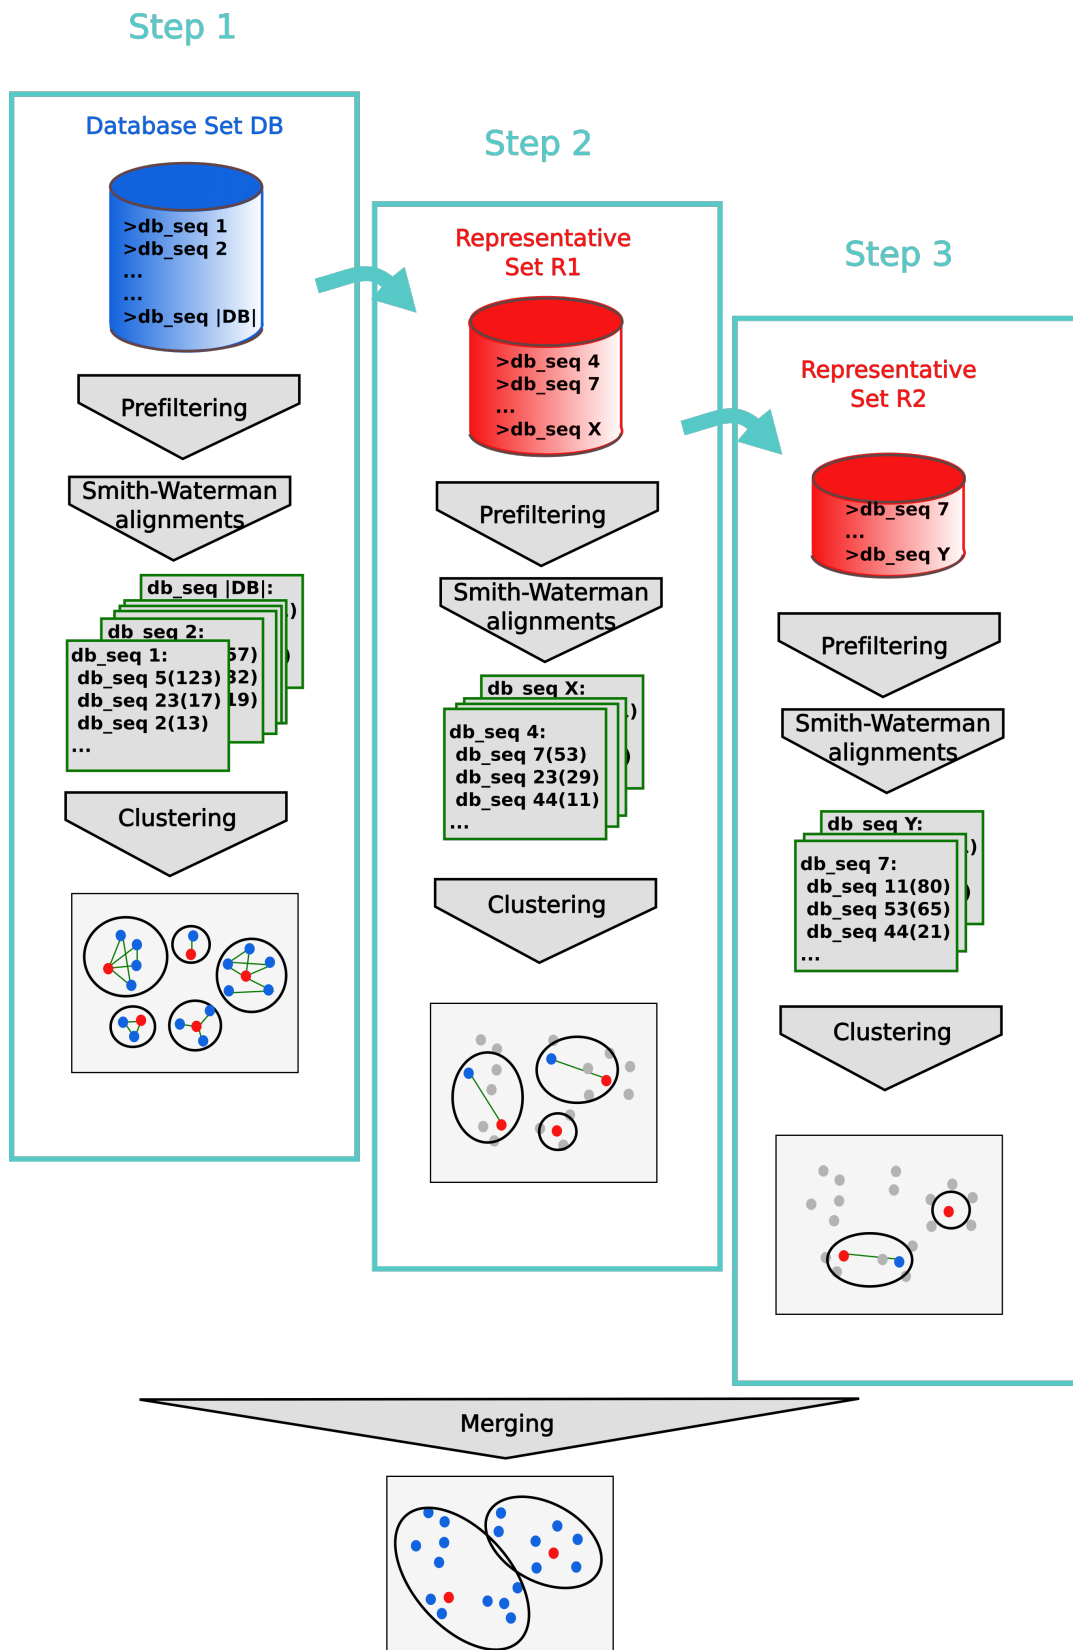 Step 1
Database Set DB
>db_seq 1
>db_seq 2
...
...
>db_seq |DB|
Prefiltering
Smith-Waterman
alignments
db_seq |DB|:
)
db_seq 2:
57)
32)
19)
db_seq 1:
db_seq 5(123)
db_seq 23(17)
db_seq 2(13)
...
Clustering
Step 2
Representative
Set R1
>db_seq 4
>db_seq 7
...
>db_seq X
Prefiltering
Smith-Waterman
alignments
db_seq X:
)
db_seq 4:
db_seq 7(53)
db_seq 23(29)
db_seq 44(11)
...
Clustering
Step 3
Representative
Set R2
>db_seq 7
...
>db_seq Y
Prefiltering
Smith-Waterman
alignments
db_seq Y:
)
db_seq 7:
db_seq 11(80)
db_seq 53(65)
db_seq 44(21)
...
Clustering
Merging